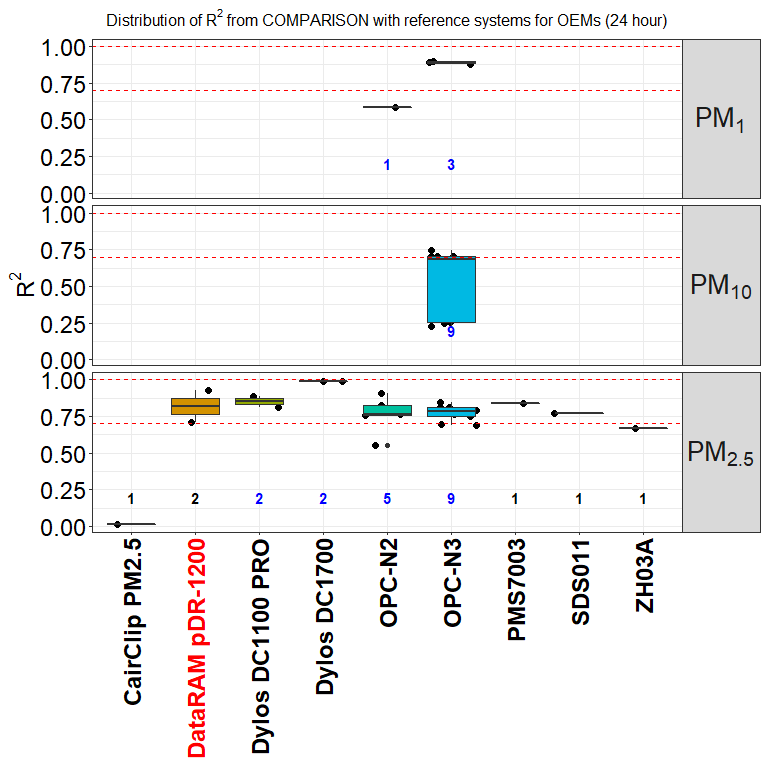 Distribution of R² from COMPARISON with reference systems for OEMs (24 hour)
R²
1.00
0.75
0.50
0.25
0.00
1 3
PM₁
1.00
0.75
0.50
0.25
0.00
9
PM₁₀
1.00
0.75
0.50
0.25
0.00
1 2 2 2 5 9 1 1 1
PM₂.₅
CairClip PM2.5
DataRAM pDR-1200
Dylos DC1100 PRO
Dylos DC1700
OPC-N2
OPC-N3
PMS7003
SDS011
ZH03A